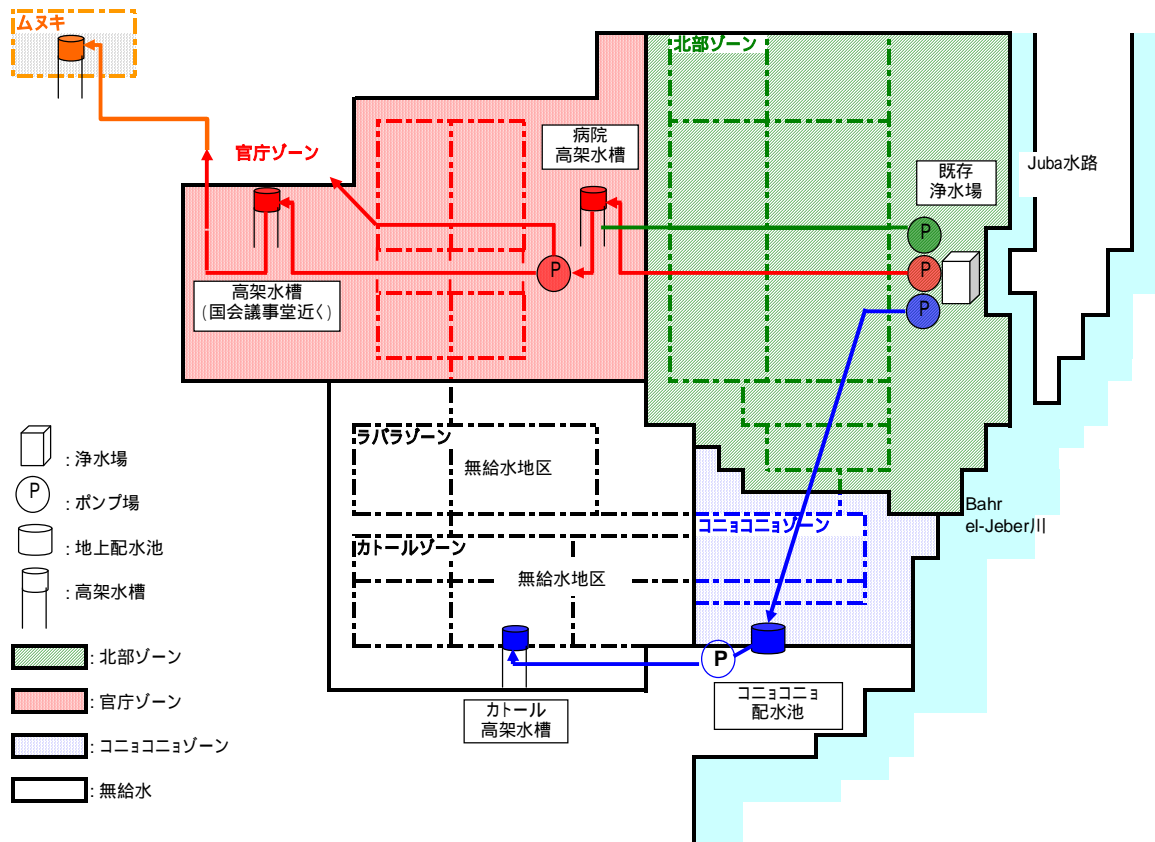 ムヌキ
北部ゾーン
病院
高架水槽
官庁ゾーン
既存
浄水場
Juba水路
P
P
P
P
高架水槽
(国会議事堂近く)
ラバラゾーン
無給水地区
カトールゾーン
無給水地区
コニョコニョゾーン
Bahr
el-Jeber川
P
カトール
高架水槽
コニョコニョ
配水池
: 浄水場
P
: ポンプ場
: 地上配水池
: 高架水槽
: 北部ゾーン
: 官庁ゾーン
: コニョコニョゾーン
: 無給水